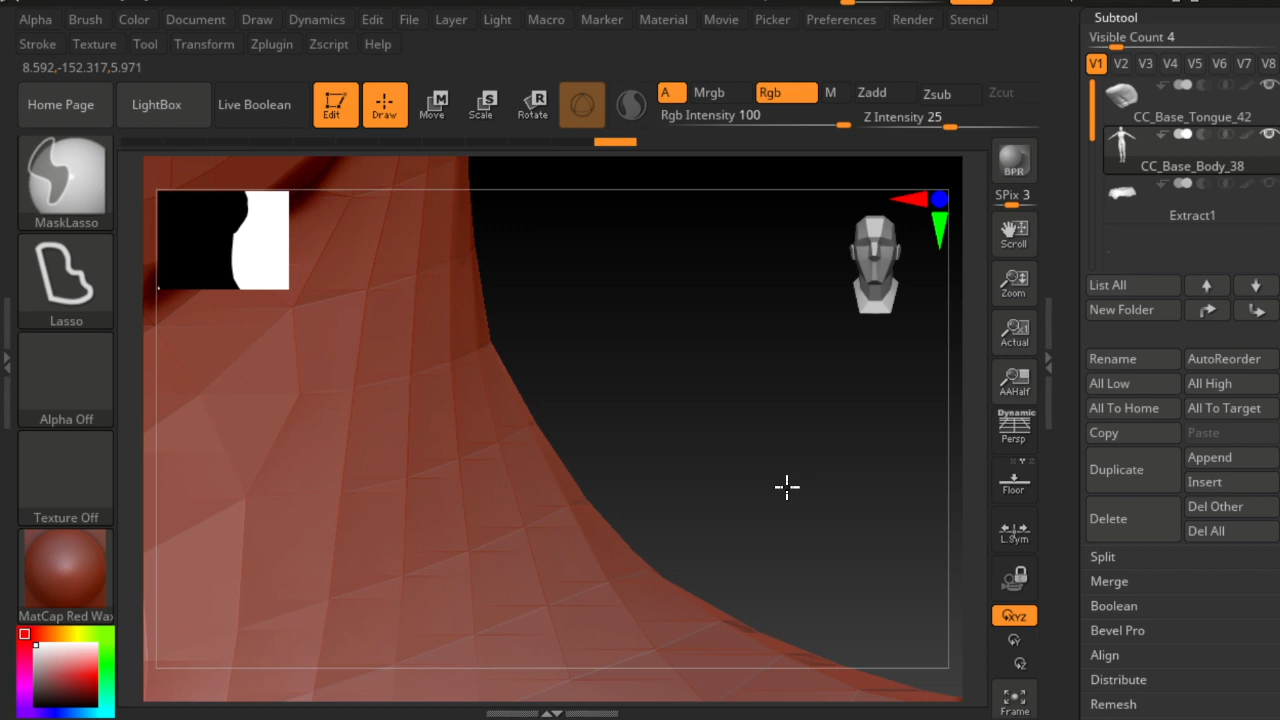 Alpha Brush Color Document Draw Dynamics Edit File Layer Light Macro Marker Material Movie Picker Preferences Render Stencil
Stroke Texture Tool Transform Zplugin Zscript Help
8.592,-152.317,5.971
Home Page LightBox Live Boolean Edit Draw Move Scale Rotate
A Mrgb Rgb M Zadd Zsub Zcut
Rgb Intensity 100 Z Intensity 25
MaskLasso
Lasso
Alpha Off
Texture Off
MatCap Red Wax
BPR
SPix 3
Scroll
Zoom
Actual
AAHalf
Dynamic
Persp
Floor
L.Sym
XYZ
Y
Z
Frame
Subtool
Visible Count 4
V1 V2 V3 V4 V5 V6 V7 V8
CC_Base_Tongue_42
CC_Base_Body_38
Extract1
List All
New Folder
Rename AutoReorder
All Low All High
All To Home All To Target
Copy Paste
Duplicate Append
Insert
Delete Del Other
Del All
Split
Merge
Boolean
Bevel Pro
Align
Distribute
Remesh